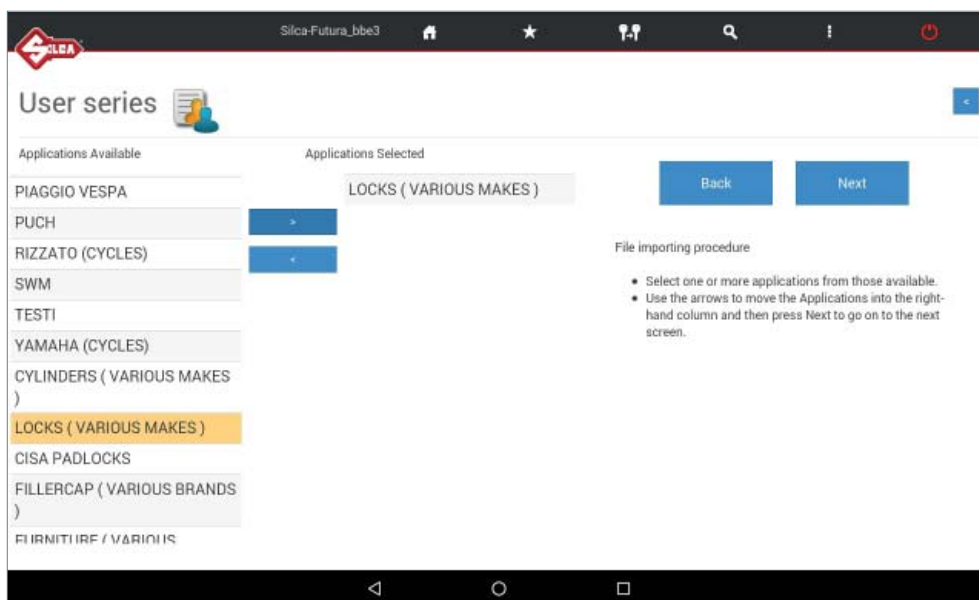 SILCA
Silca-Futura_bbe3
User series
<
Applications Available
Applications Selected
PIAGGIO VESPA
PUCH
RIZZATO (CYCLES)
SWM
TESTI
YAMAHA (CYCLES)
CYLINDERS ( VARIOUS MAKES
)
LOCKS ( VARIOUS MAKES )
CISA PADLOCKS
FILLERCAP ( VARIOUS BRANDS
)
FURNITURE ( VARIOUS
LOCKS ( VARIOUS MAKES )
>
<
Back
Next
File importing procedure
• Select one or more applications from those available.
• Use the arrows to move the Applications into the right-
hand column and then press Next to go on to the next
screen.